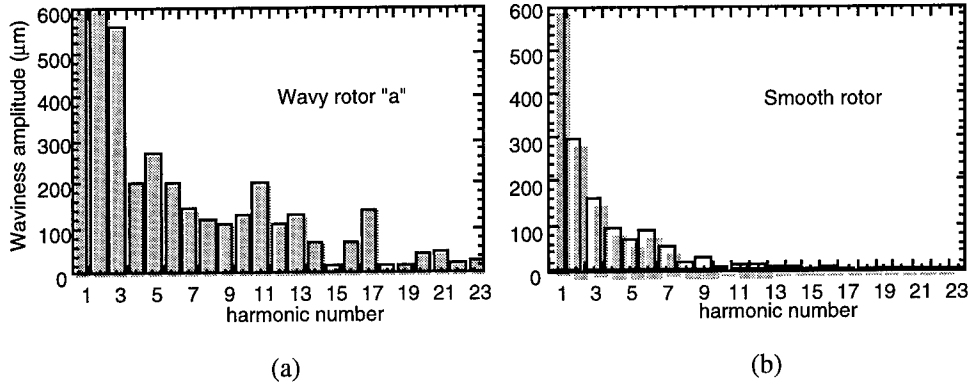 Waviness amplitude (μm)
600
500
400
300
200
100
0
Wavy rotor "a"
1 3 5 7 9 11 13 15 17 19 21 23
harmonic number
(a)
600
500
400
300
200
100
0
Smooth rotor
1 3 5 7 9 11 13 15 17 19 21 23
harmonic number
(b)